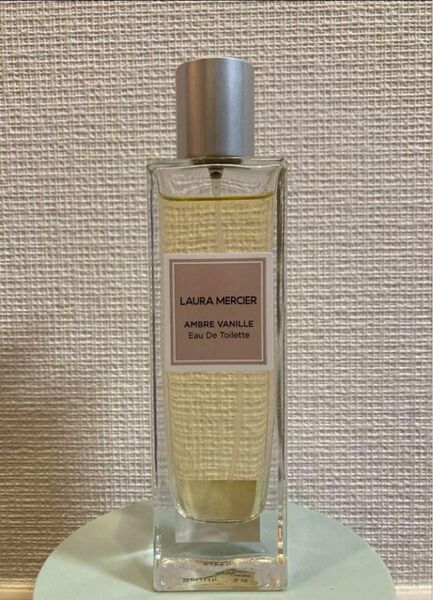 LAURA MERCIER
AMBRE VANILLE
Eau De Toilette